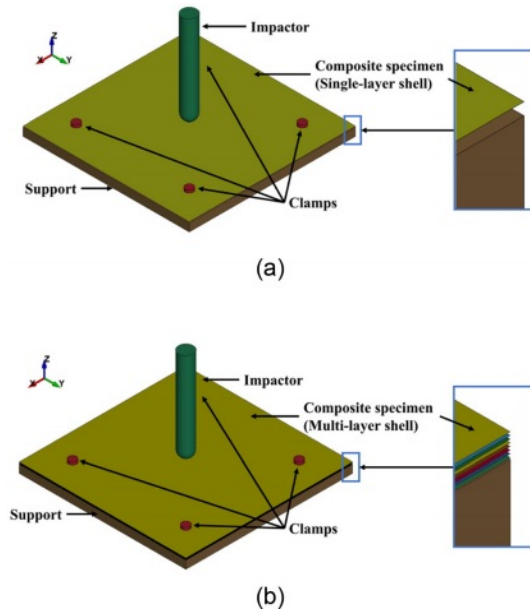 Z
X
Y
Impactor
Composite specimen
(Single-layer shell)
Support
Clamps
(a)
Z
X
Y
Impactor
Composite specimen
(Multi-layer shell)
Support
Clamps
(b)